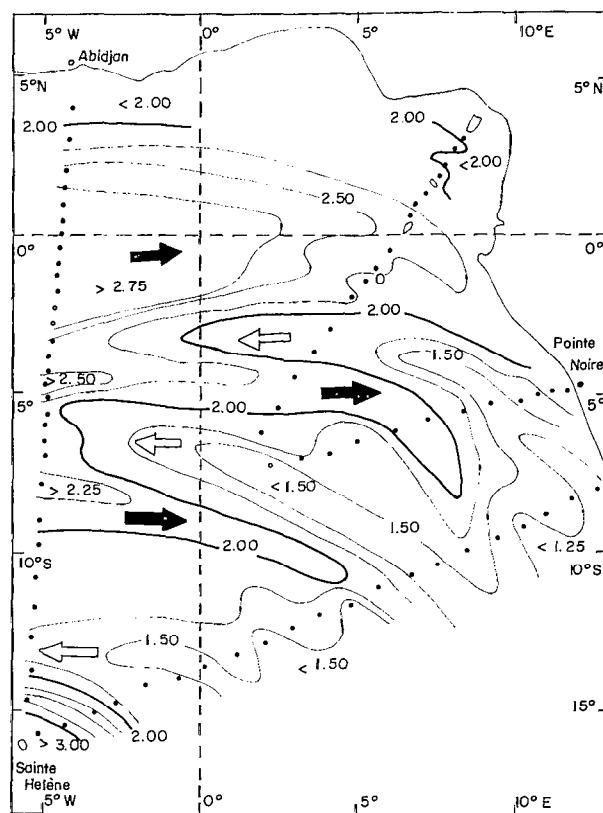 5° W 0° 5° 10° E
Abidjan
5° N 5° N
< 2.00
2.00
2.00
< 2.00
2.50
0° 0°
> 2.75
2.00
Pointe
Noire
1.50
> 2.50
5° 5°
2.00
< 1.50
> 2.25
1.50
2.00
< 1.25
10° S 10° S
1.50
< 1.50
15°
2.00
> 3.00
Sainte
Helène
5° W 0° 5° E 10° E